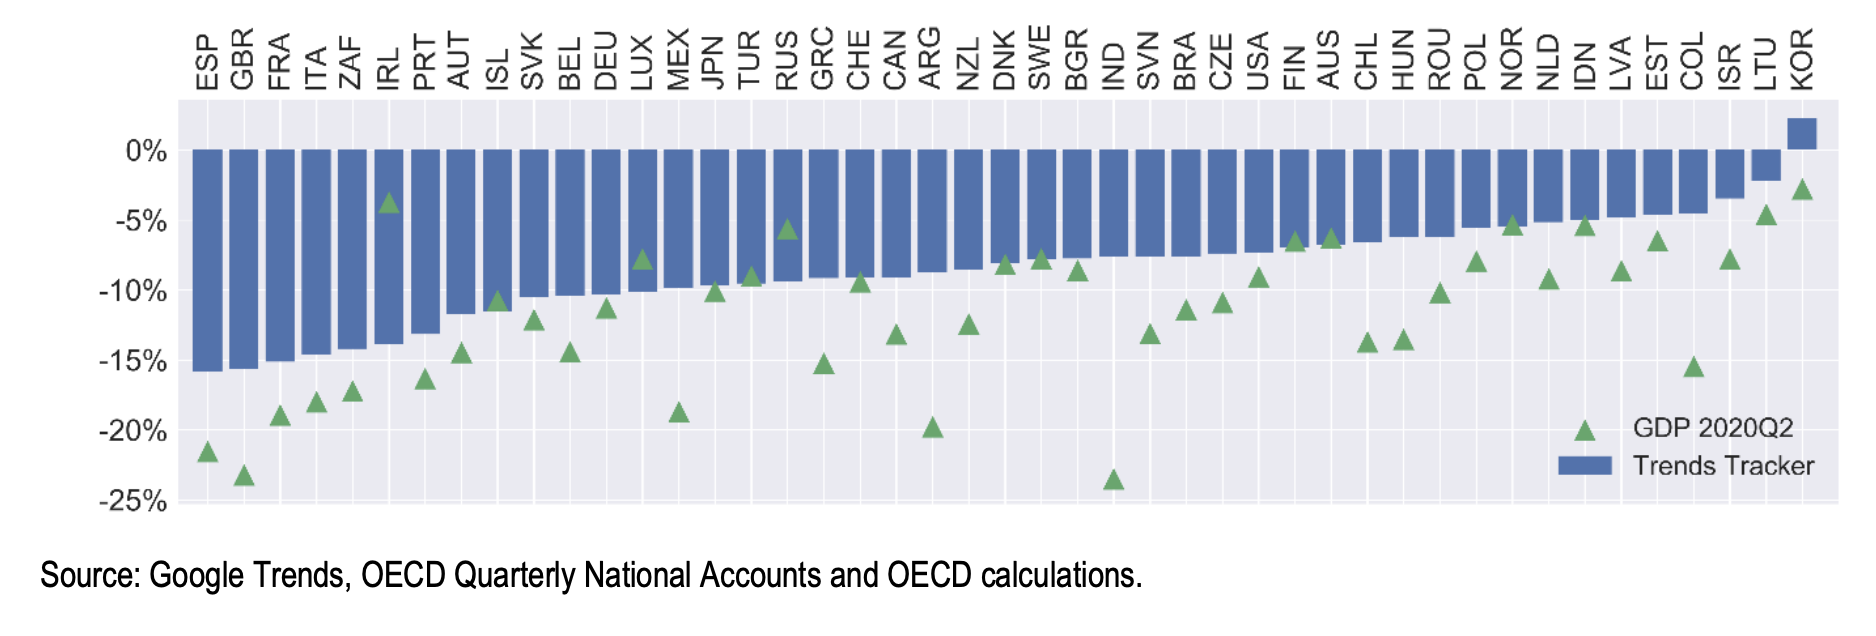 ESP GBR FRA ITA ZAF IRL PRT AUT ISL SVK BEL DEU LUX MEX JPN TUR RUS GRC CHE CAN ARG NZL DNK SWE BGR IND SVN BRA CZE USA FIN AUS CHL HUN ROU POL NOR NLD IDN LVA EST COL ISR LTU KOR
0%
-5%
-10%
-15%
-20%
-25%
GDP 2020Q2
Trends Tracker
Source: Google Trends, OECD Quarterly National Accounts and OECD calculations.